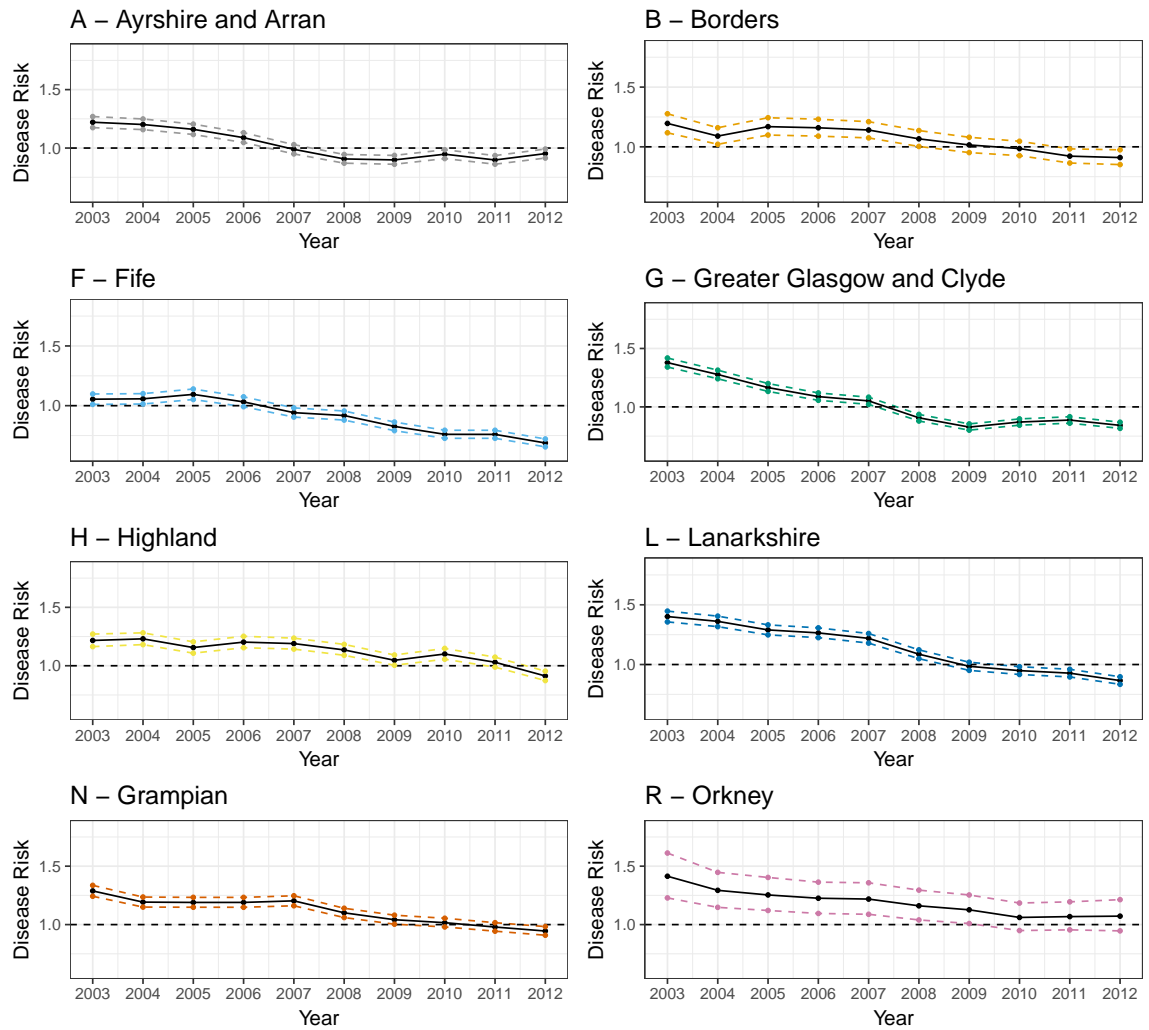 A – Ayrshire and Arran
Disease Risk
1.5
1.0
2003 2004 2005 2006 2007 2008 2009 2010 2011 2012
Year
B – Borders
Disease Risk
1.5
1.0
2003 2004 2005 2006 2007 2008 2009 2010 2011 2012
Year
F – Fife
Disease Risk
1.5
1.0
2003 2004 2005 2006 2007 2008 2009 2010 2011 2012
Year
G – Greater Glasgow and Clyde
Disease Risk
1.5
1.0
2003 2004 2005 2006 2007 2008 2009 2010 2011 2012
Year
H – Highland
Disease Risk
1.5
1.0
2003 2004 2005 2006 2007 2008 2009 2010 2011 2012
Year
L – Lanarkshire
Disease Risk
1.5
1.0
2003 2004 2005 2006 2007 2008 2009 2010 2011 2012
Year
N – Grampian
Disease Risk
1.5
1.0
2003 2004 2005 2006 2007 2008 2009 2010 2011 2012
Year
R – Orkney
Disease Risk
1.5
1.0
2003 2004 2005 2006 2007 2008 2009 2010 2011 2012
Year